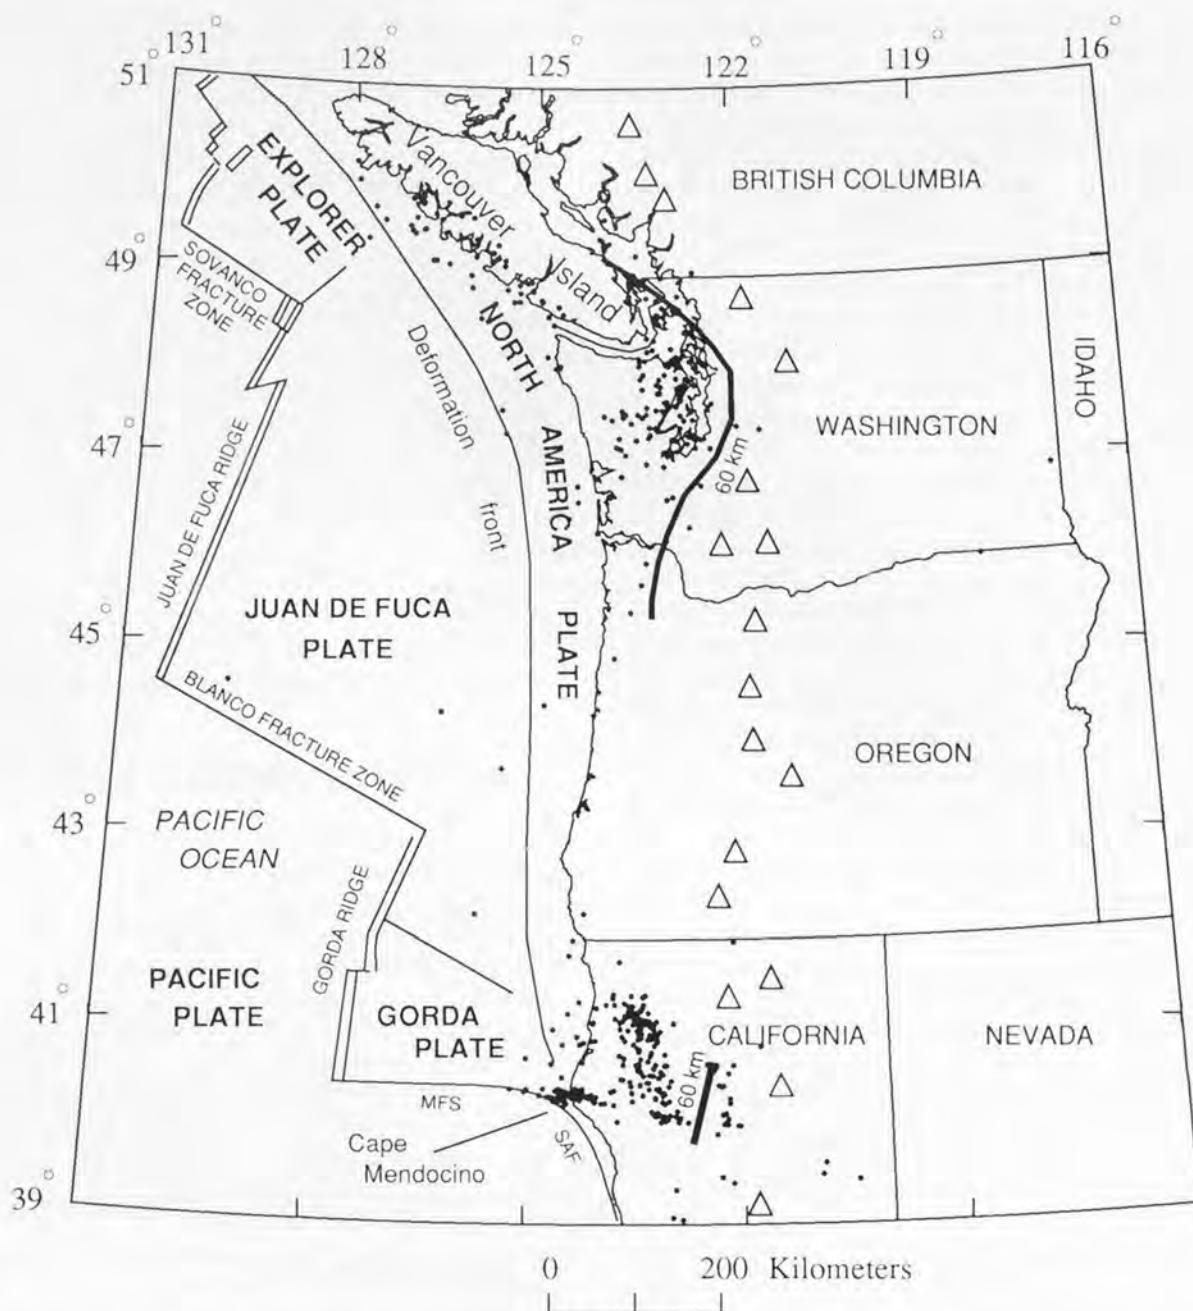 131° 128° 125° 122° 119° 116°
51°
49°
47°
45°
43°
41°
39°
EXPLORER
PLATE
Vancouver
Island
BRITISH COLUMBIA
SOVANCO
FRACTURE
ZONE
NORTH
AMERICA
PLATE
Deformation
front
IDAHO
WASHINGTON
60 km
JUAN DE FUCA RIDGE
JUAN DE FUCA
PLATE
BLANCO FRACTURE ZONE
OREGON
PACIFIC
OCEAN
GORDA RIDGE
PACIFIC
PLATE
GORDA
PLATE
CALIFORNIA
NEVADA
60 km
MFS
SAF
Cape
Mendocino
0 200 Kilometers